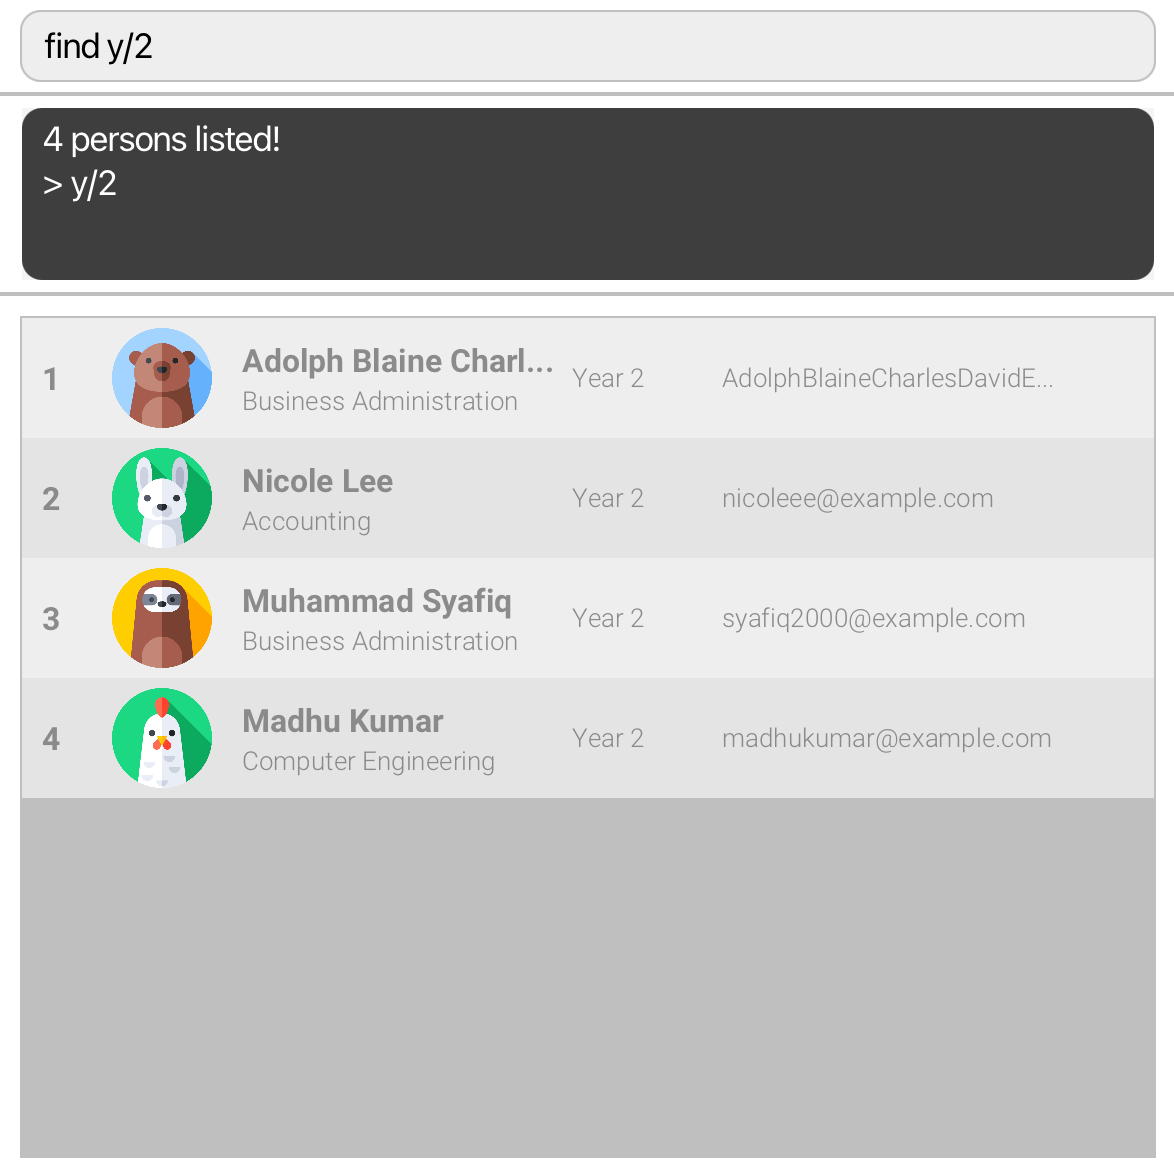 find y/2
4 persons listed!
> y/2
1
Adolph Blaine Charl...
Business Administration
Year 2
AdolphBlaineCharlesDavidE...
2
Nicole Lee
Accounting
Year 2
nicoleee@example.com
3
Muhammad Syafiq
Business Administration
Year 2
syafiq2000@example.com
4
Madhu Kumar
Computer Engineering
Year 2
madhukumar@example.com